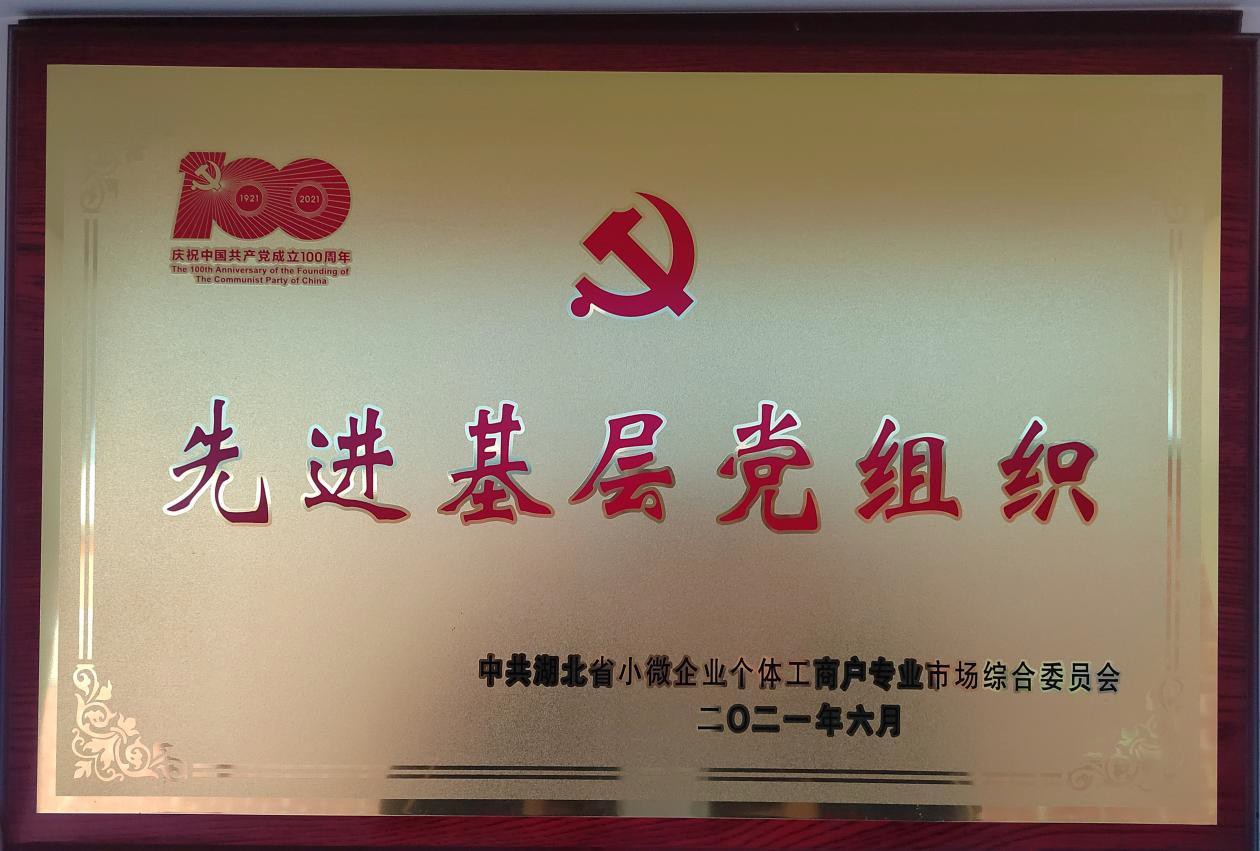 1921 2021
庆祝中国共产党成立100周年
The 100th Anniversary of the Founding of
The Communist Party of China
先进基层党组织
中共湖北省小微企业个体工商户专业市场综合委员会
二〇二一年六月